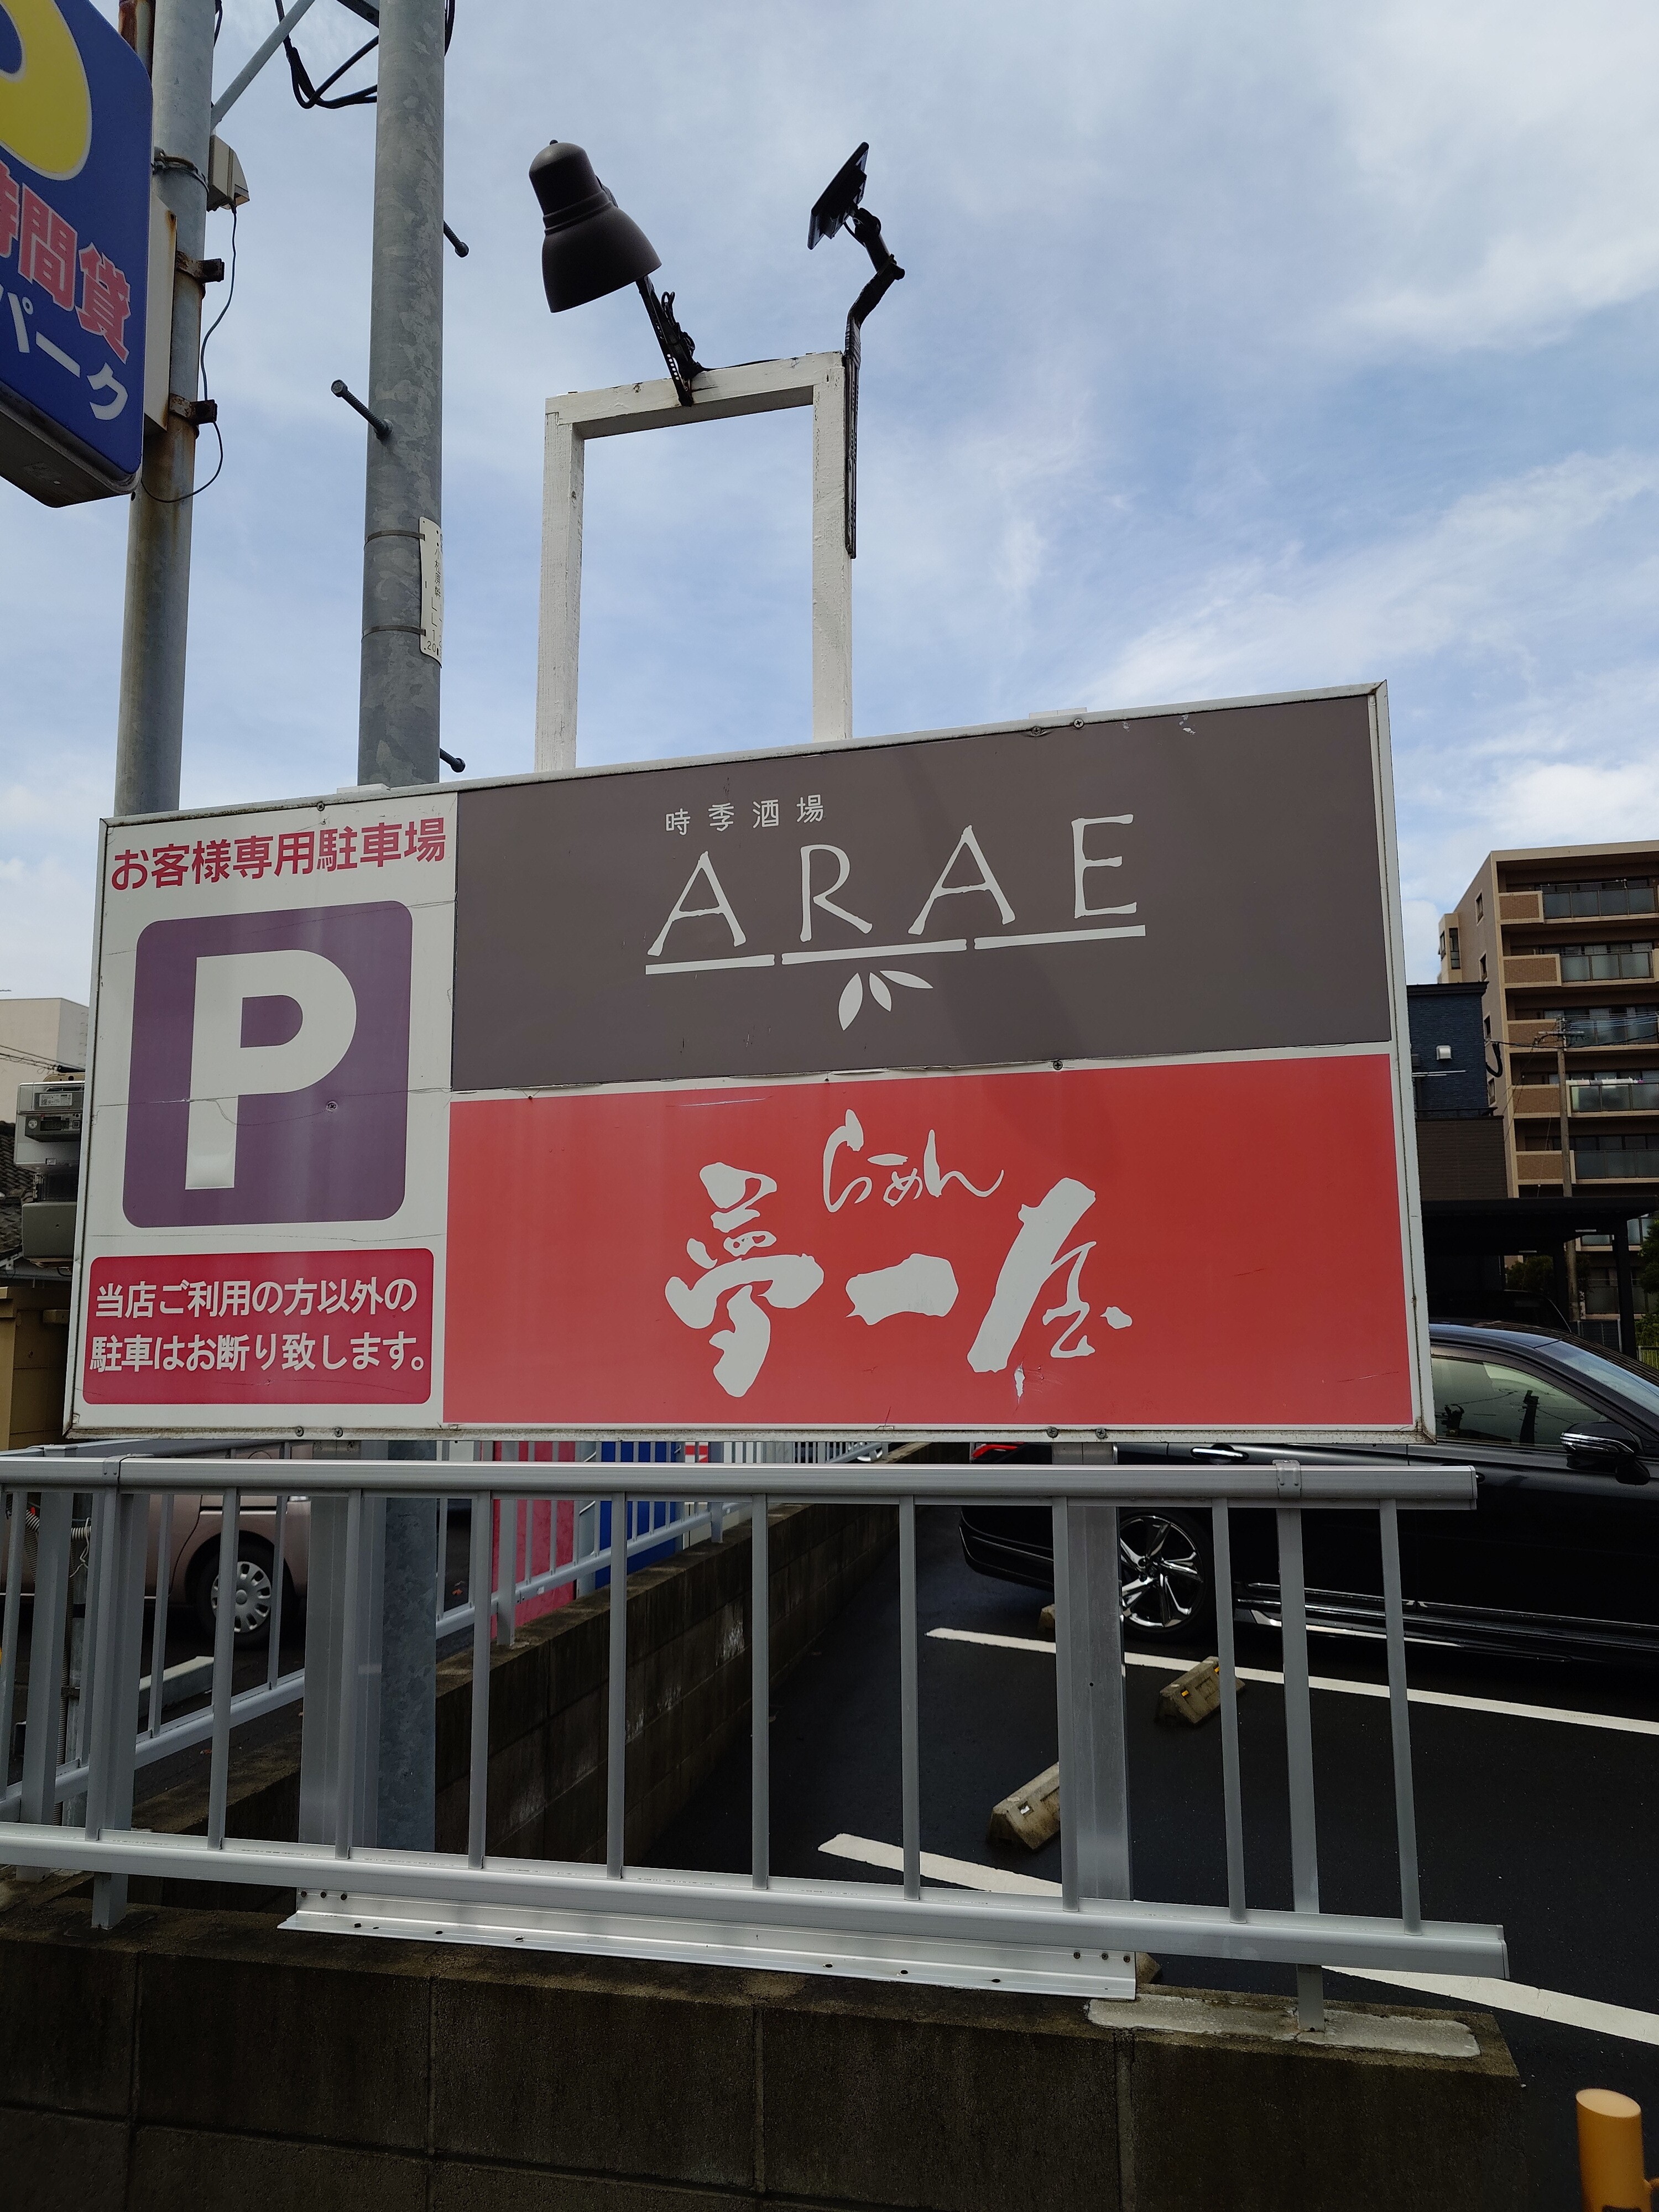 時間貸
パーク
お客様専用駐車場
P
当店ご利用の方以外の
駐車はお断り致します。
時季酒場
ARAE
らぁめん
夢一屋